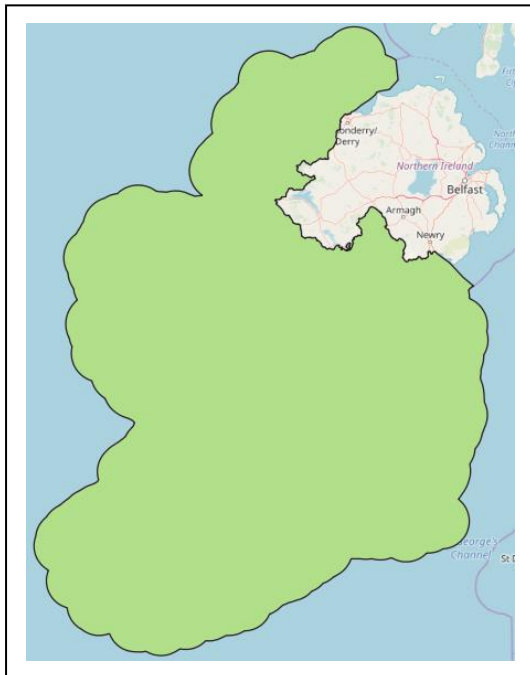 onderry/
Derry
Northern Ireland
Belfast
Armagh
Newry
eorge's
Channel
St D